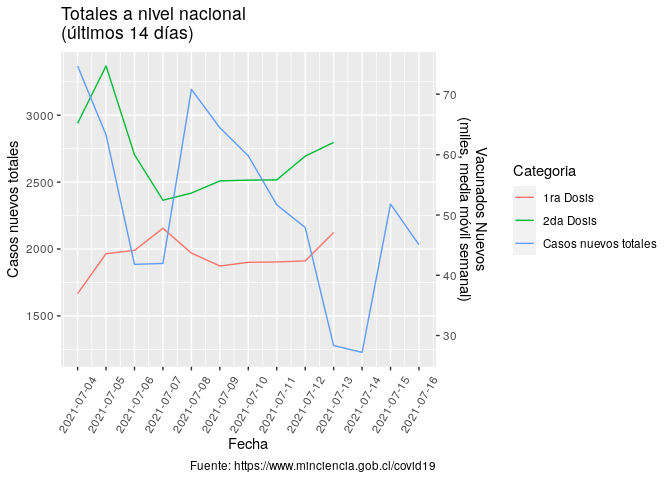 Totales a nivel nacional
(últimos 14 días)
3000
2500
2000
1500
Casos nuevos totales
70
60
50
40
30
Vacunados Nuevos
(miles, media móvil semanal)
2021-07-04
2021-07-05
2021-07-06
2021-07-07
2021-07-08
2021-07-09
2021-07-10
2021-07-11
2021-07-12
2021-07-13
2021-07-14
2021-07-15
2021-07-16
Fecha
Categoria
1ra Dosis
2da Dosis
Casos nuevos totales
Fuente: https://www.minciencia.gob.cl/covid19